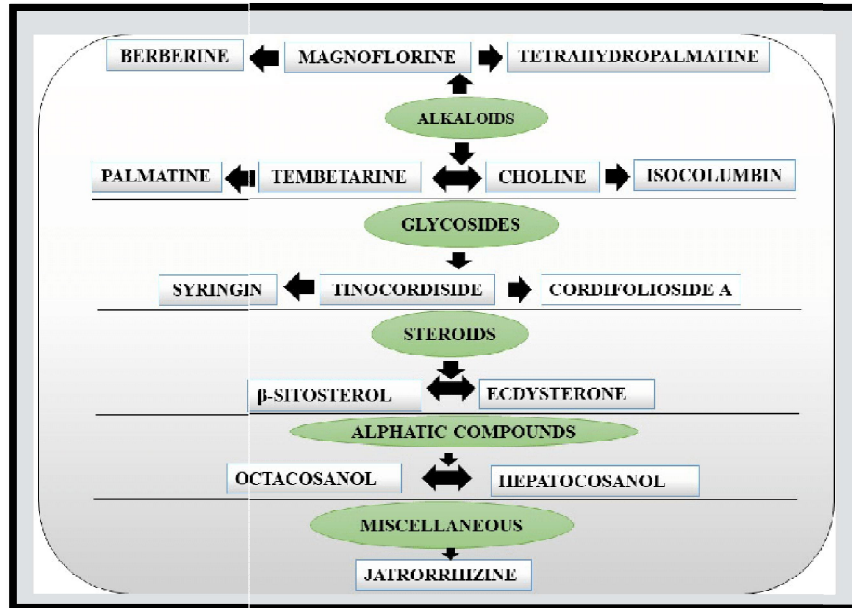 BERBERINE MAGNOFLORINE TETRAHYDROPALMATINE
ALKALOIDS
PALMATINE TEMBETARINE CHOLINE ISOCOLUMBIN
GLYCOSIDES
SYRINGIN TINOCORDISIDE CORDIFOLIOSIDE A
STEROIDS
β-SITOSTEROL ECDYSTERONE
ALPHATIC COMPOUNDS
OCTACOSANOL HEPATOCOSANOL
MISCELLANEOUS
JATRORRHIZINE